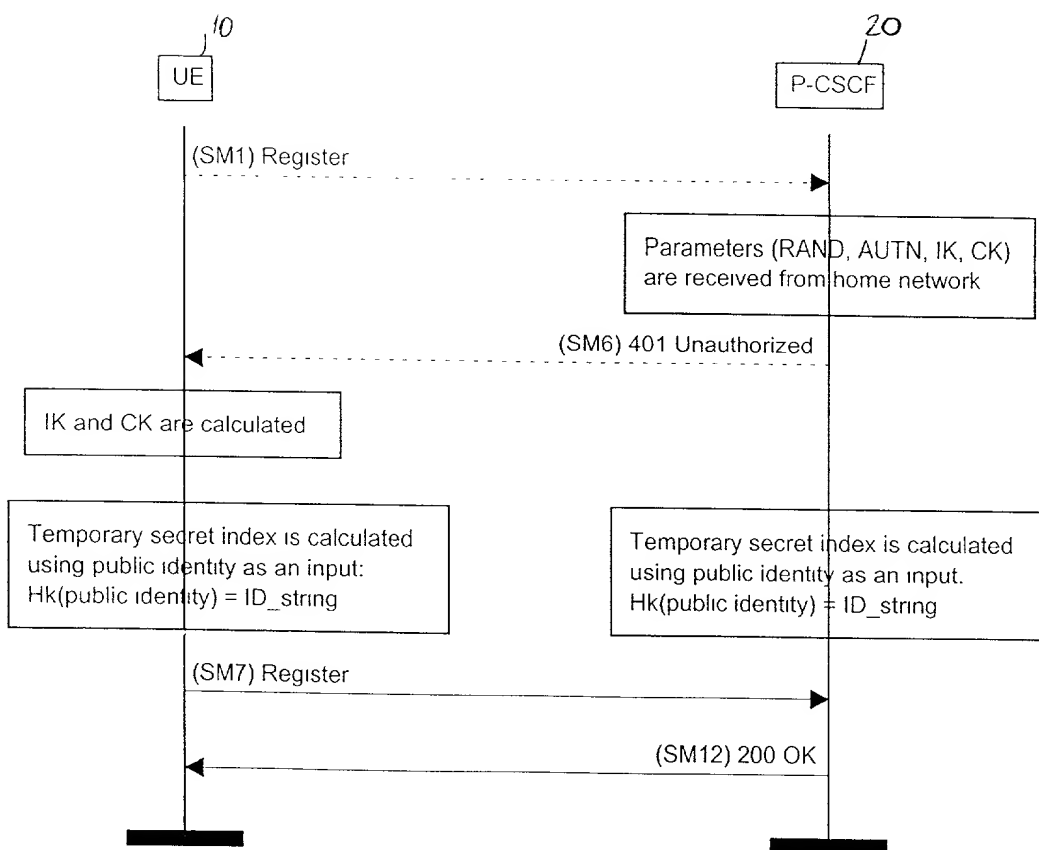 10
20
UE
P-CSCF
(SM1) Register
Parameters (RAND, AUTN, IK, CK)
are received from home network
(SM6) 401 Unauthorized
IK and CK are calculated
Temporary secret index is calculated
using public identity as an input:
Hk(public identity) = ID_string
Temporary secret index is calculated
using public identity as an input.
Hk(public identity) = ID_string
(SM7) Register
(SM12) 200 OK